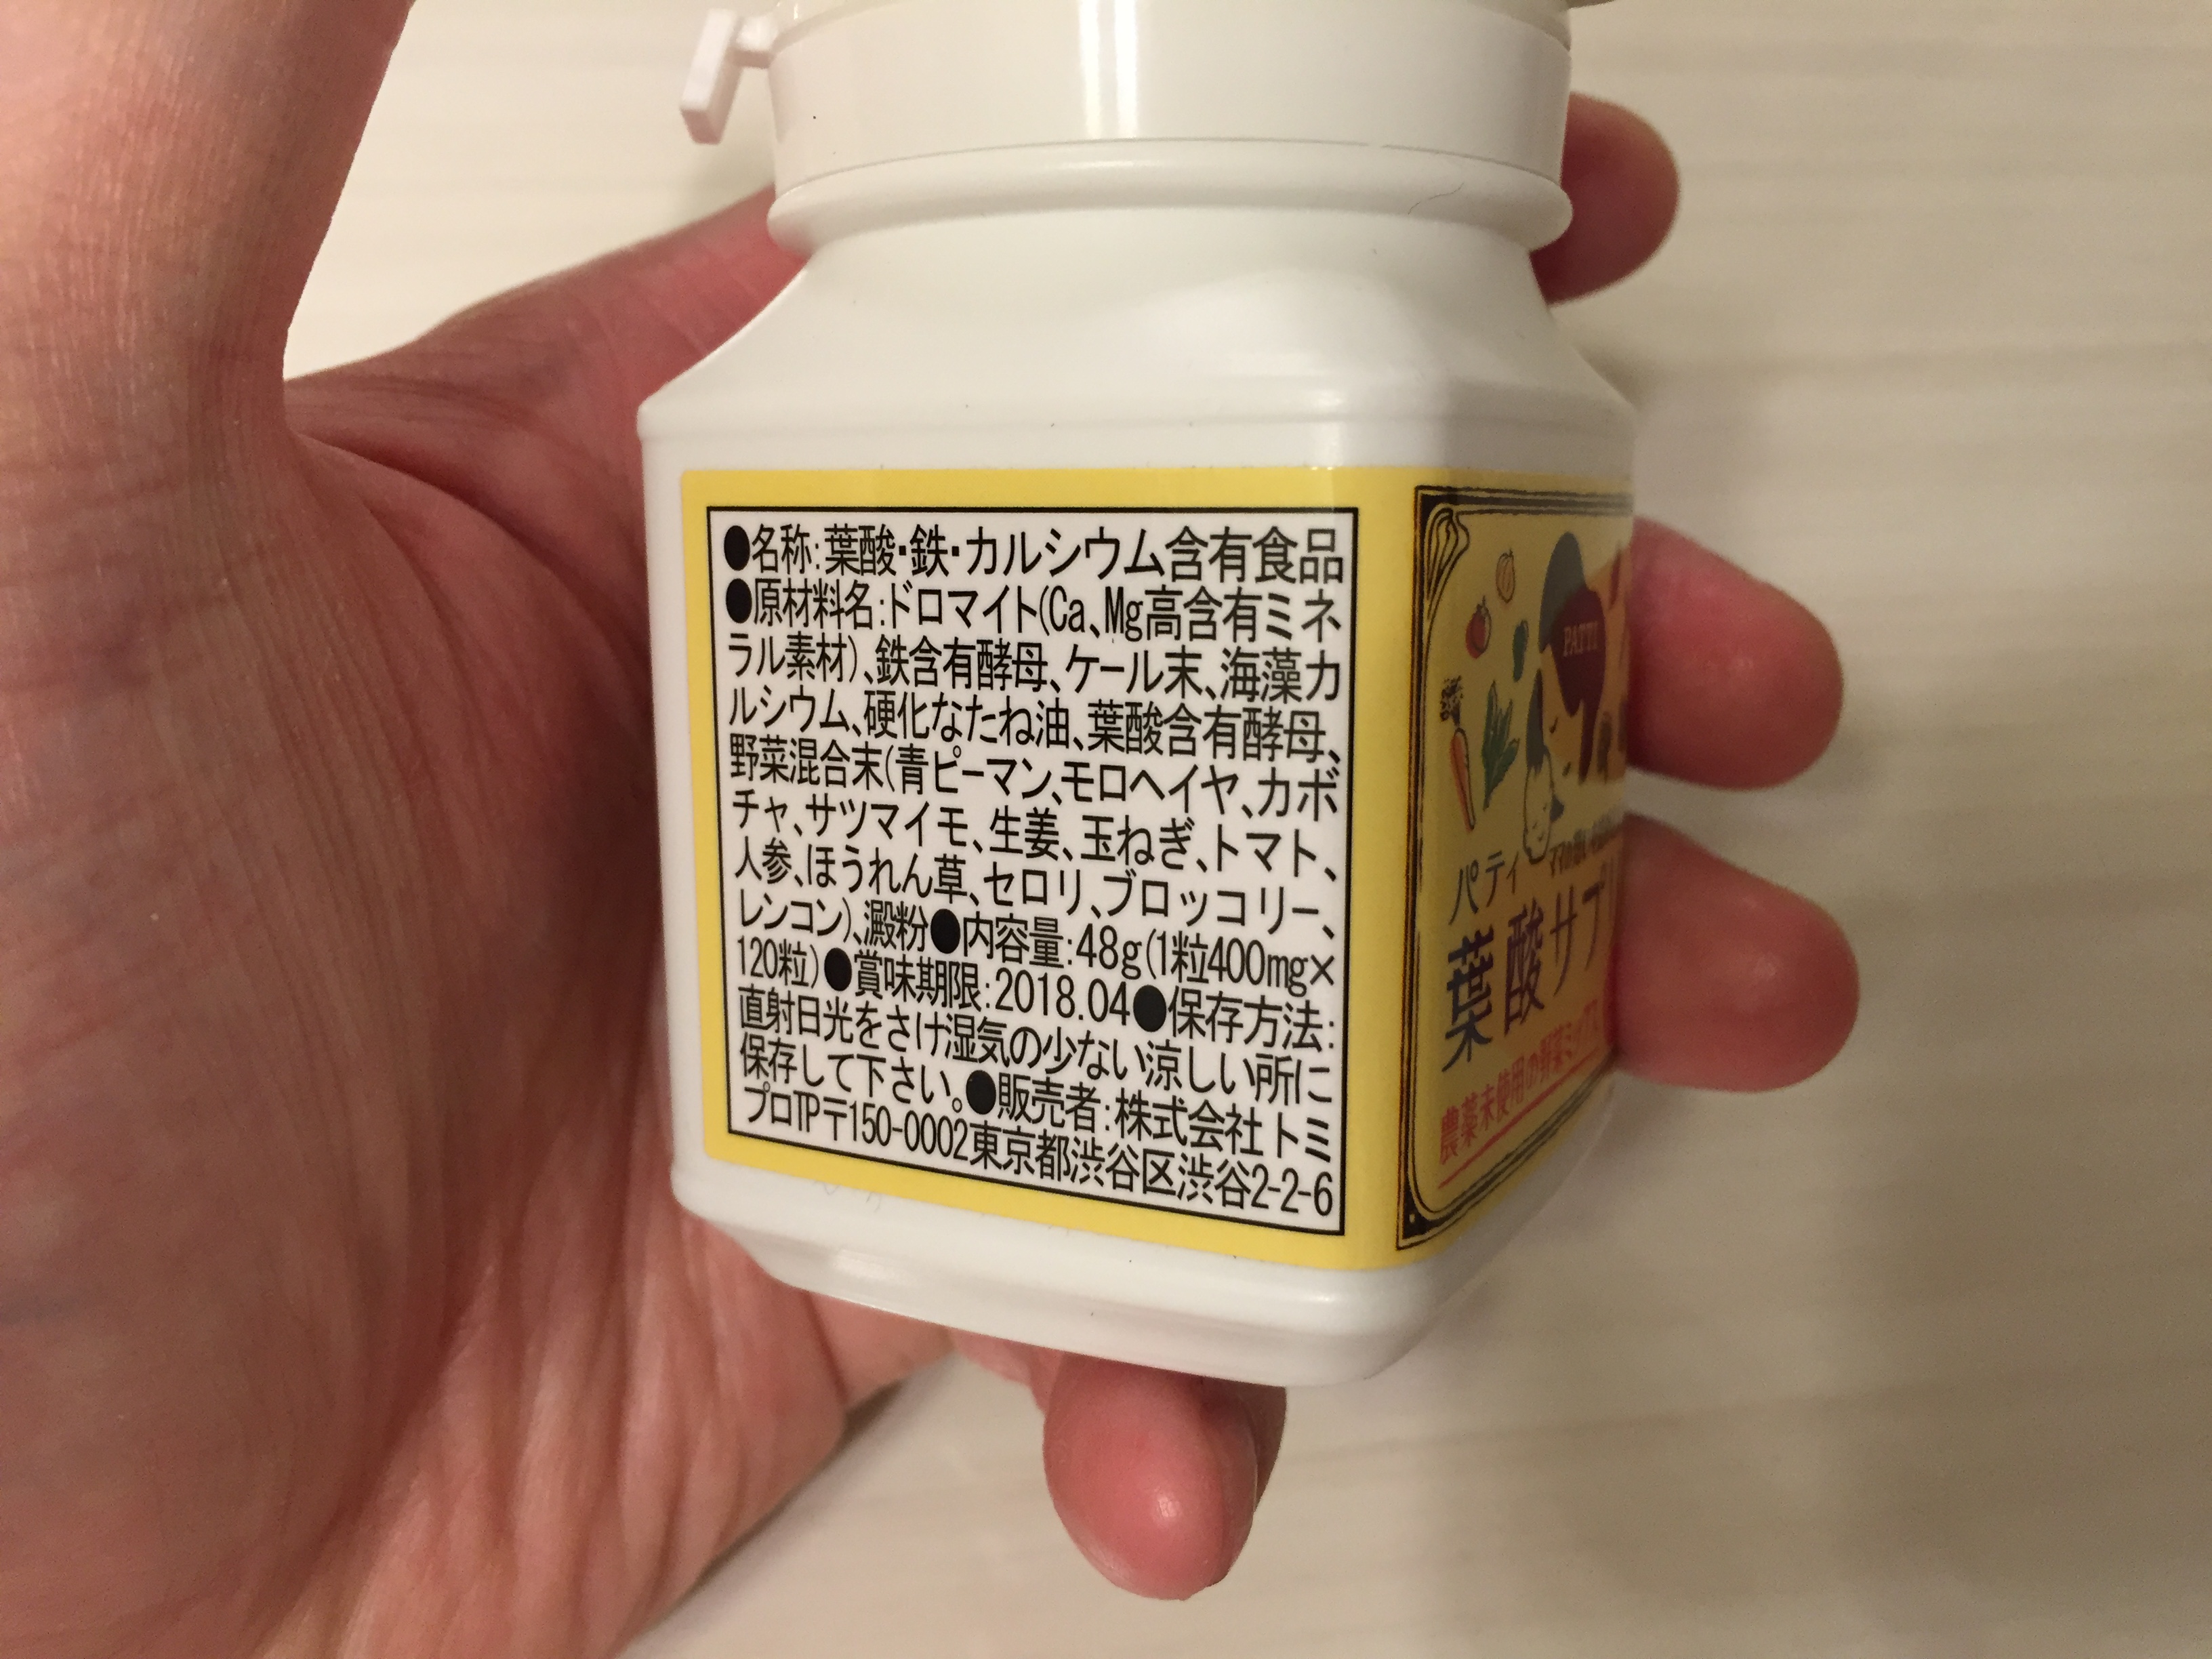 ●名称:葉酸・鉄・カルシウム含有食品
●原材料名:ドロマイト(Ca、Mg高含有ミネ
ラル素材)、鉄含有酵母、ケール末、海藻カ
ルシウム、硬化なたね油、葉酸含有酵母、
野菜混合末(青ピーマン、モロヘイヤ、カボ
チャ、サツマイモ、生姜、玉ねぎ、トマト、
人参、ほうれん草、セロリ、ブロッコリー、
レンコン)、澱粉●内容量:48g(1粒400mg×
120粒)●賞味期限:2018.04●保存方法:
直射日光をさけ湿気の少ない涼しい所に
保存して下さい。●販売者:株式会社トミ
プロTP〒150-0002東京都渋谷区渋谷2-2-6
PATTI
パティ
葉酸サプ
農薬未使用の野菜ミックス